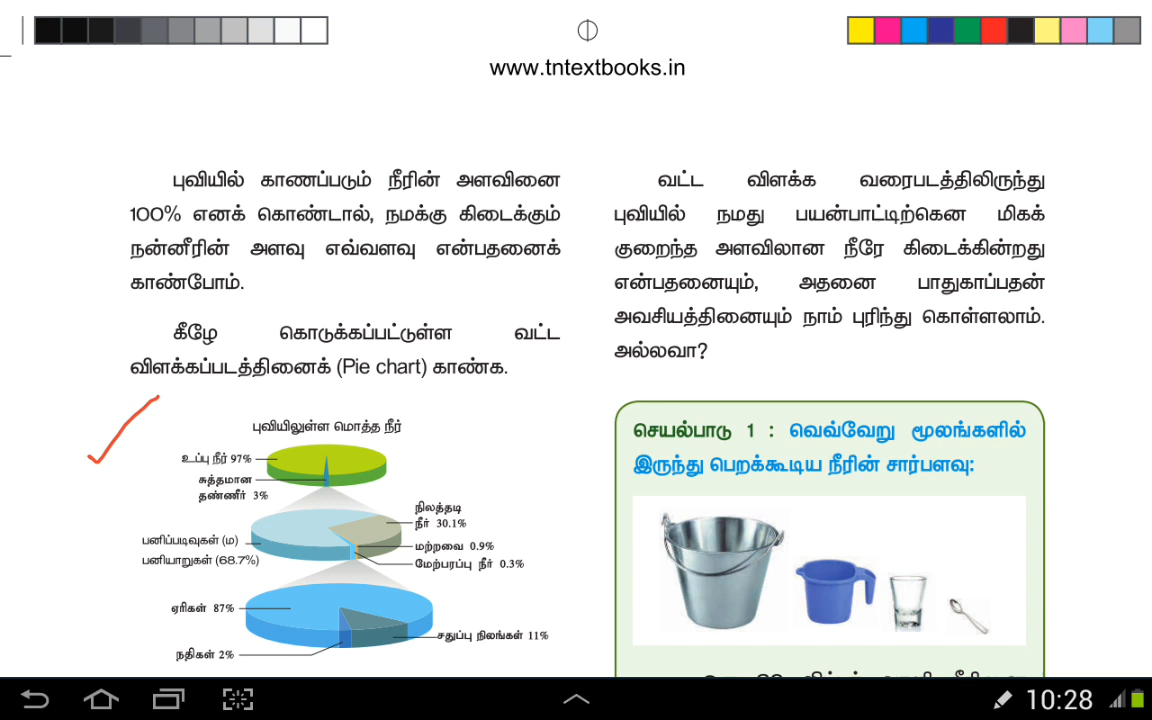 www.tntextbooks.in
புவியில் காணப்படும் நீரின் அளவினை
100% எனக் கொண்டால், நமக்கு கிடைக்கும்
நன்னீரின் அளவு எவ்வளவு என்பதனைக்
காண்போம்.
கீழே கொடுக்கப்பட்டுள்ள வட்ட
விளக்கப்படத்தினைக் (Pie chart) காண்க.
புவியிலுள்ள மொத்த நீர்
உப்பு நீர் 97%
சுத்தமான
தண்ணீர் 3%
நிலத்தடி
நீர் 30.1%
பனிப்படிவுகள் (ம)
பனியாறுகள் (68.7%)
மற்றவை 0.9%
மேற்பரப்பு நீர் 0.3%
ஏரிகள் 87%
சதுப்பு நிலங்கள் 11%
நதிகள் 2%
வட்ட விளக்க வரைபடத்திலிருந்து
புவியில் நமது பயன்பாட்டிற்கென மிகக்
குறைந்த அளவிலான நீரே கிடைக்கின்றது
என்பதனையும், அதனை பாதுகாப்பதன்
அவசியத்தினையும் நாம் புரிந்து கொள்ளலாம்.
அல்லவா?
செயல்பாடு 1 : வெவ்வேறு மூலங்களில்
இருந்து பெறக்கூடிய நீரின் சார்பளவு:
10:28